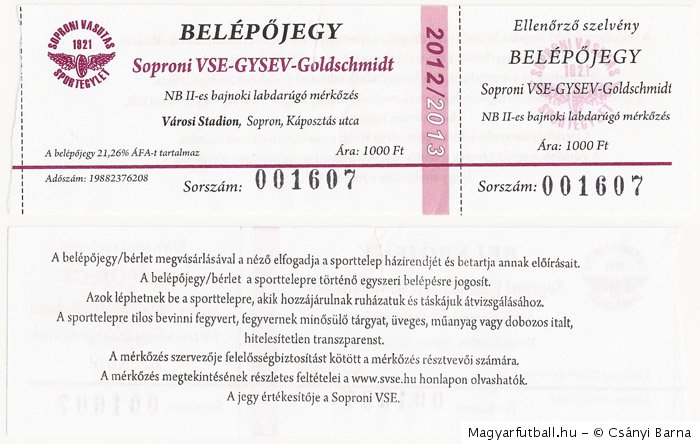 SOPRONI VASUTAS
1821
SPORTEGYLET
BELÉPŐJEGY
Soproni VSE-GYSEV-Goldschmidt
NB II-es bajnoki labdarúgó mérkőzés
Városi Stadion, Sopron, Káposztás utca
A belépőjegy 21,26% ÁFA-t tartalmaz
Ára: 1000 Ft
Adószám: 19882376208
Sorszám: 001607
2012/2013
Ellenőrző szelvény
BELÉPŐJEGY
SOPRONI VASUTAS
1821
SPORTEGYLET
Soproni VSE-GYSEV-Goldschmidt
NB II-es bajnoki labdarúgó mérkőzés
Ára: 1000 Ft
Sorszám: 001607
A belépőjegy/bérlet megvásárlásával a néző elfogadja a sporttelep házirendjét és betartja annak előírásait.
A belépőjegy/bérlet a sporttelepre történő egyszeri belépésre jogosít.
Azok léphetnek be a sporttelepre, akik hozzájárulnak ruházatuk és táskájuk átvizsgálásához.
A sporttelepre tilos bevinni fegyvert, fegyvernek minősülő tárgyat, üveges, műanyag vagy dobozos italt,
hitelesítetlen transzparenst.
A mérkőzés szervezője felelősségbiztosítást kötött a mérkőzés résztvevői számára.
A mérkőzés megtekintésének részletes feltételei a www.svse.hu honlapon olvashatók.
A jegy értékesítője a Soproni VSE.
Magyarfutball.hu – © Csányi Barna